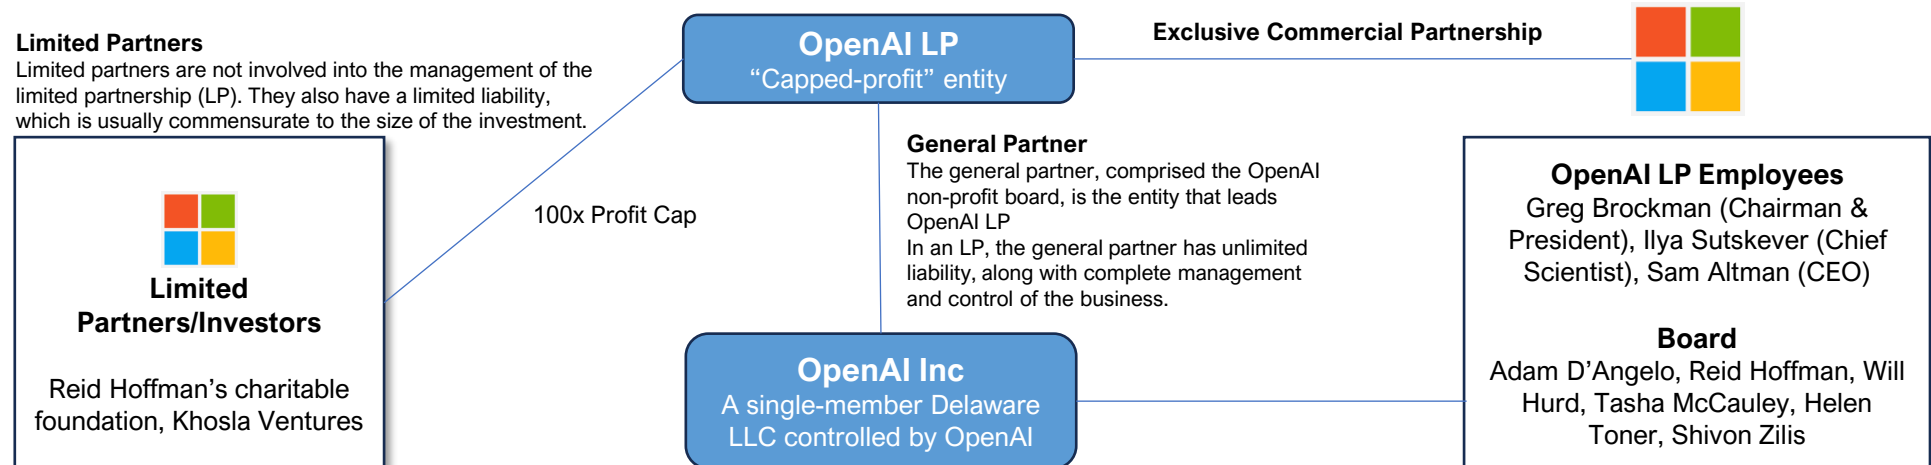 Limited Partners
Limited partners are not involved into the management of the
limited partnership (LP). They also have a limited liability,
which is usually commensurate to the size of the investment.
OpenAI LP
“Capped-profit” entity
Exclusive Commercial Partnership
100x Profit Cap
General Partner
The general partner, comprised the OpenAI
non-profit board, is the entity that leads
OpenAI LP
In an LP, the general partner has unlimited
liability, along with complete management
and control of the business.
Limited
Partners/Investors
Reid Hoffman’s charitable
foundation, Khosla Ventures
OpenAI Inc
A single-member Delaware
LLC controlled by OpenAI
OpenAI LP Employees
Greg Brockman (Chairman &
President), Ilya Sutskever (Chief
Scientist), Sam Altman (CEO)
Board
Adam D’Angelo, Reid Hoffman, Will
Hurd, Tasha McCauley, Helen
Toner, Shivon Zilis